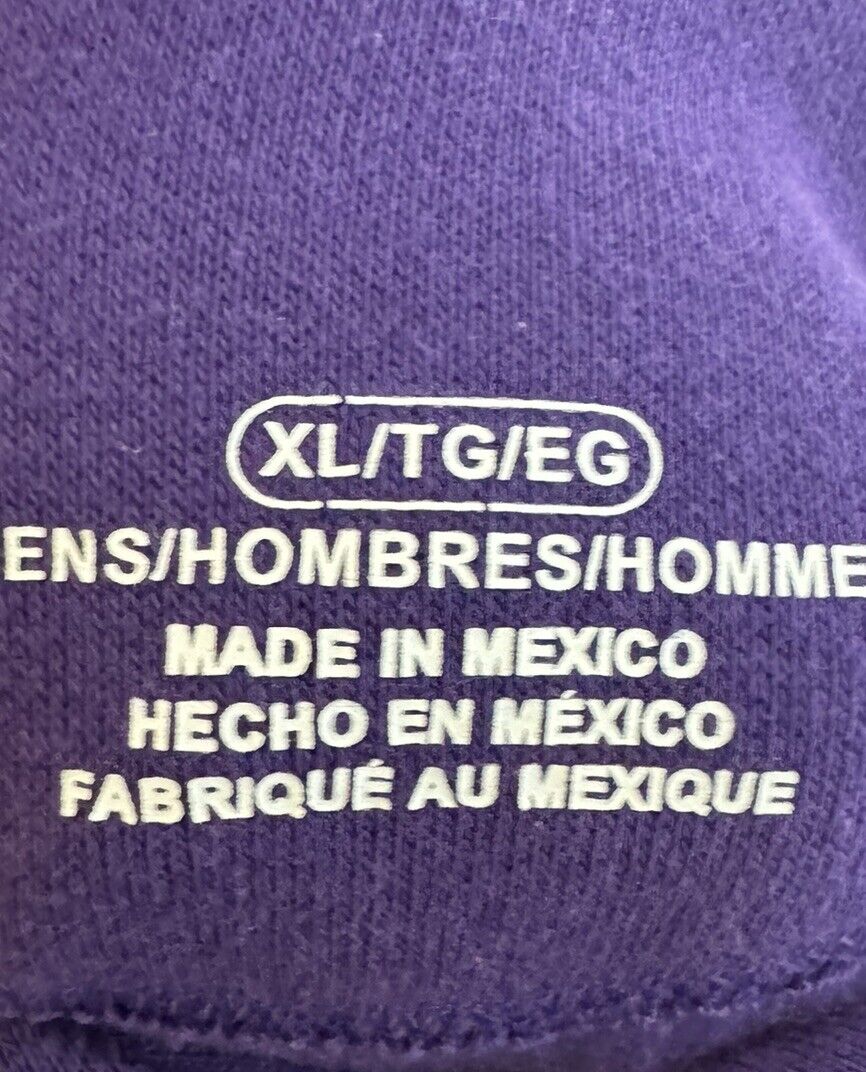 XL/TG/EG
ENS/HOMBRES/HOMME
MADE IN MEXICO
HECHO EN MÉXICO
FABRIQUÉ AU MEXIQUE